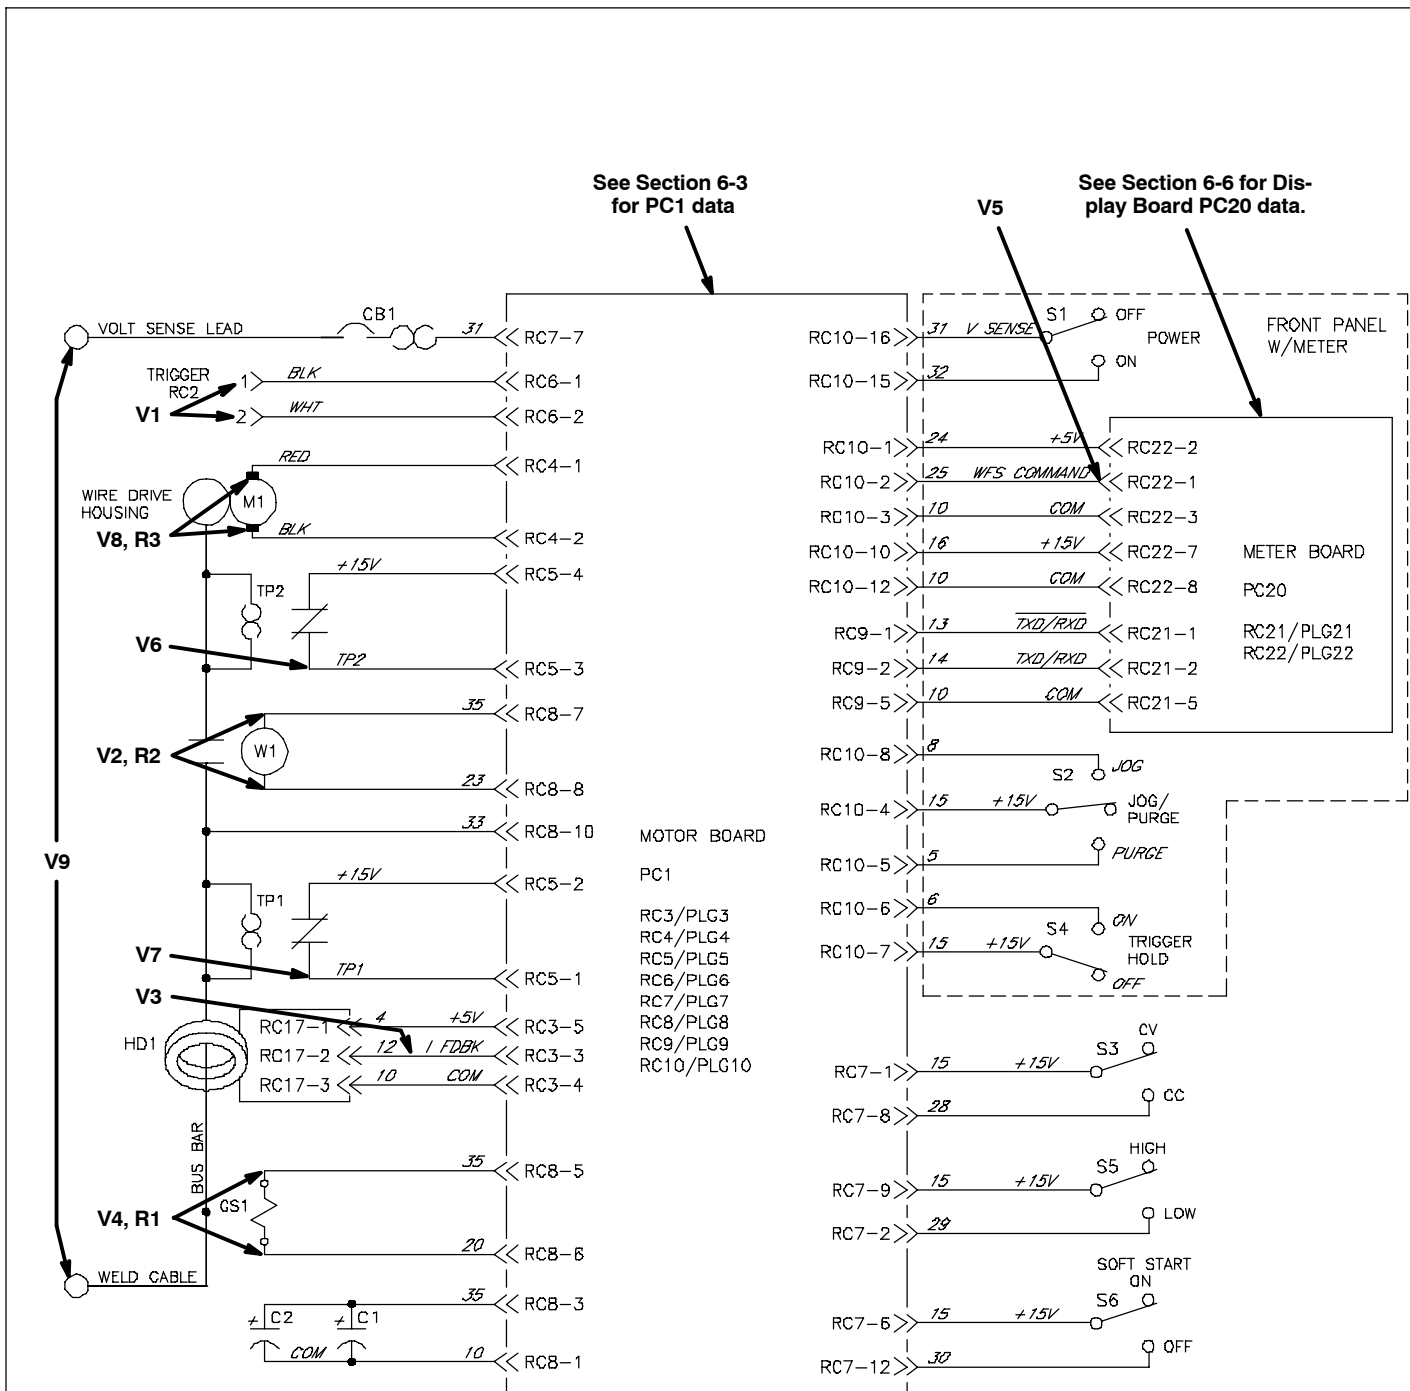 See Section 6-3
for PC1 data
See Section 6-6 for Dis-
play Board PC20 data.
V5
VOLT SENSE LEAD
CB1
31
RC7-7
TRIGGER
RC2
1
BLK
RC6-1
V1
2
WHT
RC6-2
RED
RC4-1
WIRE DRIVE
HOUSING
M1
V8, R3
BLK
RC4-2
+15V
RC5-4
TP2
V6
TP2
RC5-3
35
RC8-7
V2, R2
W1
23
RC8-8
33
RC8-10
V9
+15V
RC5-2
TP1
V7
TP1
RC5-1
V3
HD1
RC17-1
4
+5V
RC3-5
RC17-2
12
I FDBK
RC3-3
RC17-3
10
COM
RC3-4
BUS BAR
35
RC8-5
V4, R1
GS1
20
RC8-6
WELD CABLE
35
RC8-3
+
C2
+
C1
COM
10
RC8-1
MOTOR BOARD
PC1
RC3/PLG3
RC4/PLG4
RC5/PLG5
RC6/PLG6
RC7/PLG7
RC8/PLG8
RC9/PLG9
RC10/PLG10
RC10-16
31
V SENSE
S1
OFF
POWER
ON
FRONT PANEL
W/METER
RC10-15
32
RC10-1
24
+5V
RC22-2
RC10-2
25
WFS COMMAND
RC22-1
RC10-3
10
COM
RC22-3
RC10-10
16
+15V
RC22-7
RC10-12
10
COM
RC22-8
RC9-1
13
TXD/RXD
RC21-1
RC9-2
14
TXD/RXD
RC21-2
RC9-5
10
COM
RC21-5
METER BOARD
PC20
RC21/PLG21
RC22/PLG22
RC10-8
8
S2
JOG
RC10-4
15
+15V
JOG/
PURGE
RC10-5
5
PURGE
RC10-6
6
ON
S4
TRIGGER
HOLD
RC10-7
15
+15V
OFF
CV
S3
RC7-1
15
+15V
CC
RC7-8
28
HIGH
S5
RC7-9
15
+15V
LOW
RC7-2
29
SOFT START
ON
S6
RC7-6
15
+15V
OFF
RC7-12
30